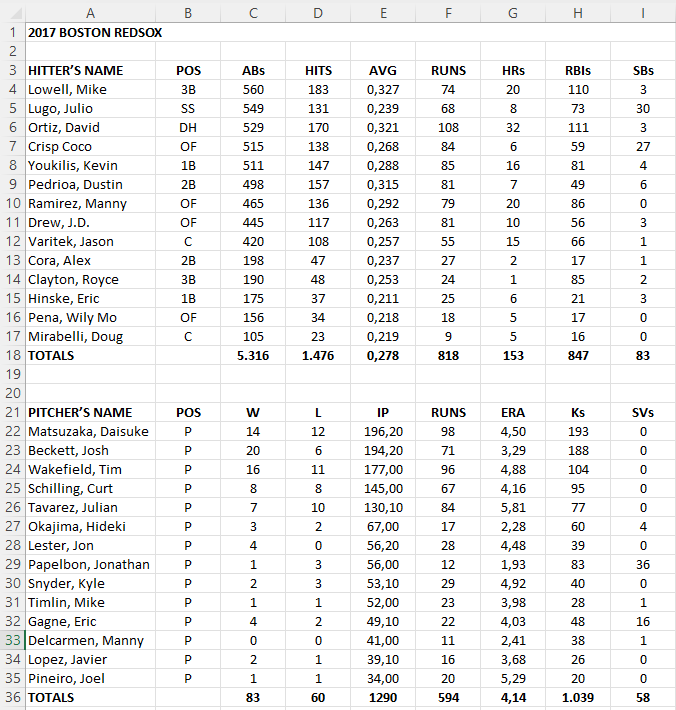 A B C D E F G H I
1 2017 BOSTON REDSOX
2
3 HITTER'S NAME POS ABs HITS AVG RUNS HRs RBIs SBs
4 Lowell, Mike 3B 560 183 0,327 74 20 110 3
5 Lugo, Julio SS 549 131 0,239 68 8 73 30
6 Ortiz, David DH 529 170 0,321 108 32 111 3
7 Crisp Coco OF 515 138 0,268 84 6 59 27
8 Youkilis, Kevin 1B 511 147 0,288 85 16 81 4
9 Pedrioa, Dustin 2B 498 157 0,315 81 7 49 6
10 Ramirez, Manny OF 465 136 0,292 79 20 86 0
11 Drew, J.D. OF 445 117 0,263 81 10 56 3
12 Varitek, Jason C 420 108 0,257 55 15 66 1
13 Cora, Alex 2B 198 47 0,237 27 2 17 1
14 Clayton, Royce 3B 190 48 0,253 24 1 85 2
15 Hinske, Eric 1B 175 37 0,211 25 6 21 3
16 Pena, Wily Mo OF 156 34 0,218 18 5 17 0
17 Mirabelli, Doug C 105 23 0,219 9 5 16 0
18 TOTALS 5.316 1.476 0,278 818 153 847 83
19
20
21 PITCHER'S NAME POS W L IP RUNS ERA Ks SVs
22 Matsuzaka, Daisuke P 14 12 196,20 98 4,50 193 0
23 Beckett, Josh P 20 6 194,20 71 3,29 188 0
24 Wakefield, Tim P 16 11 177,00 96 4,88 104 0
25 Schilling, Curt P 8 8 145,00 67 4,16 95 0
26 Tavarez, Julian P 7 10 130,10 84 5,81 77 0
27 Okajima, Hideki P 3 2 67,00 17 2,28 60 4
28 Lester, Jon P 4 0 56,20 28 4,48 39 0
29 Papelbon, Jonathan P 1 3 56,00 12 1,93 83 36
30 Snyder, Kyle P 2 3 53,10 29 4,92 40 0
31 Timlin, Mike P 1 1 52,00 23 3,98 28 1
32 Gagne, Eric P 4 2 49,10 22 4,03 48 16
33 Delcarmen, Manny P 0 0 41,00 11 2,41 38 1
34 Lopez, Javier P 2 1 39,10 16 3,68 26 0
35 Pineiro, Joel P 1 1 34,00 20 5,29 20 0
36 TOTALS 83 60 1290 594 4,14 1.039 58